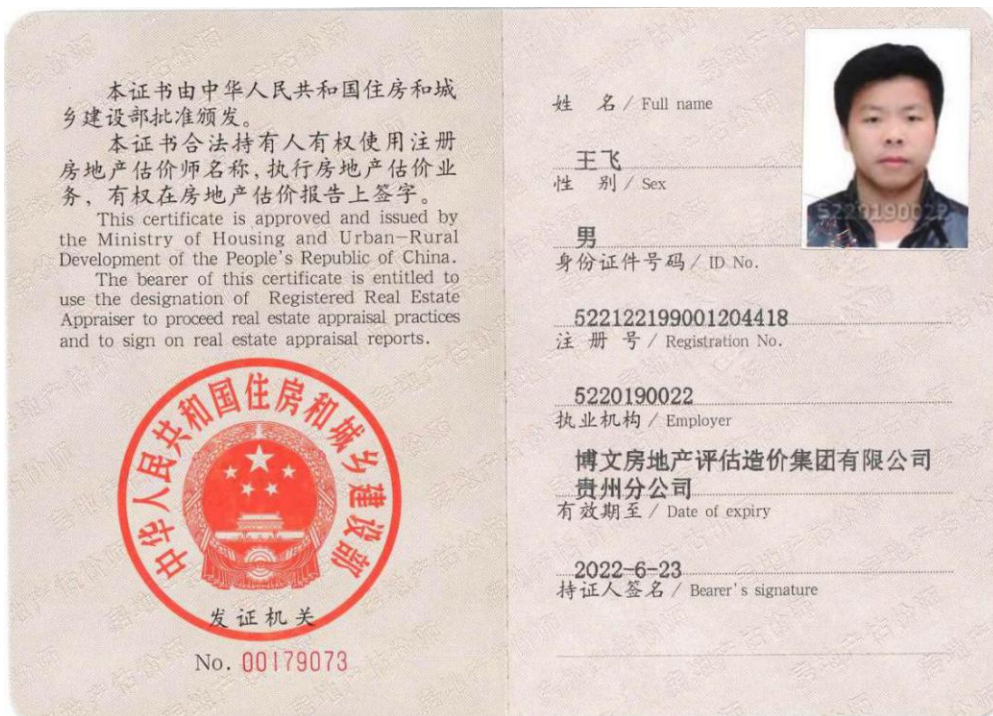 本证书由中华人民共和国住房和城
乡建设部批准颁发。
本证书合法持有人有权使用注册
房地产估价师名称,执行房地产估价业
务，有权在房地产估价报告上签字。
This certificate is approved and issued by
the Ministry of Housing and Urban-Rural
Development of the People's Republic of China.
The bearer of this certificate is entitled to
use the designation of Registered Real Estate
Appraiser to proceed real estate appraisal practices
and to sign on real estate appraisal reports.
中华人民共和国住房和城乡建设部
发证机关
No. 00179073
姓 名 / Full name
王飞
性 别 / Sex
男
身份证件号码 / ID No.
522122199001204418
注 册 号 / Registration No.
5220190022
执业机构 / Employer
博文房地产评估造价集团有限公司
贵州分公司
有效期至 / Date of expiry
2022-6-23
持证人签名 / Bearer's signature
5220190022